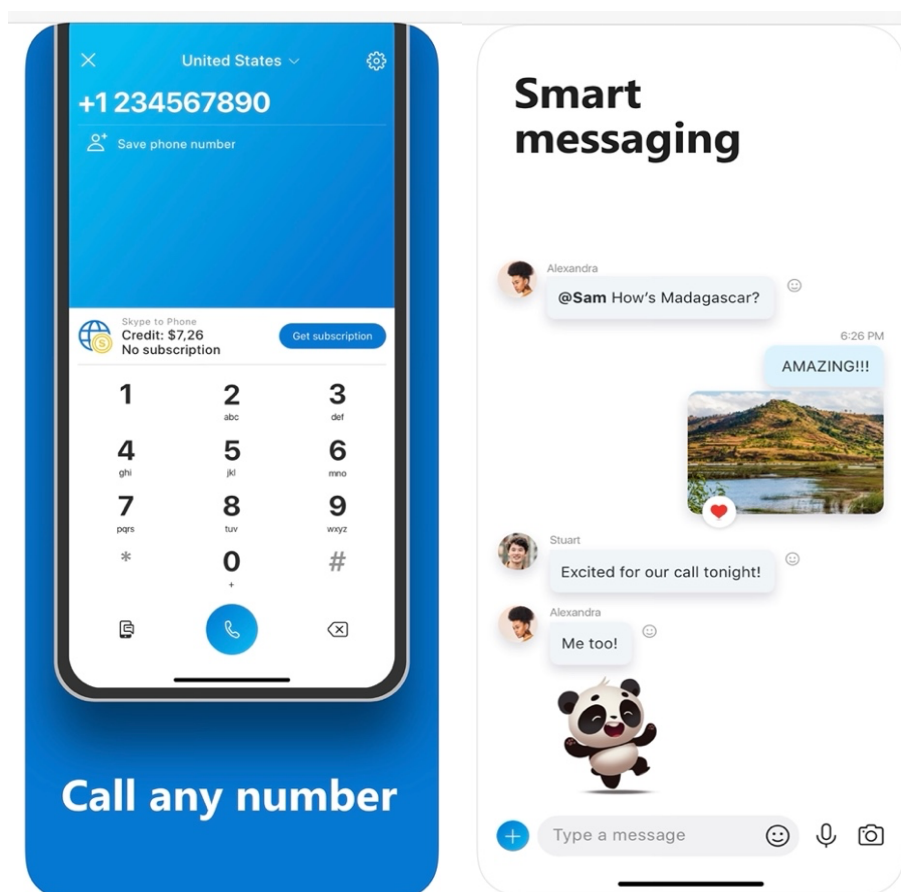 United States
+1 234567890
Save phone number
Skype to Phone
Credit: $7,26
No subscription
Get subscription
1
2
3
abc
def
4
5
6
ghi
jkl
mno
7
8
9
pqrs
tuv
wxyz
*
0
#
+
Call any number
Smart
messaging
Alexandra
@Sam How's Madagascar?
6:26 PM
AMAZING!!!
Stuart
Excited for our call tonight!
Alexandra
Me too!
Type a message